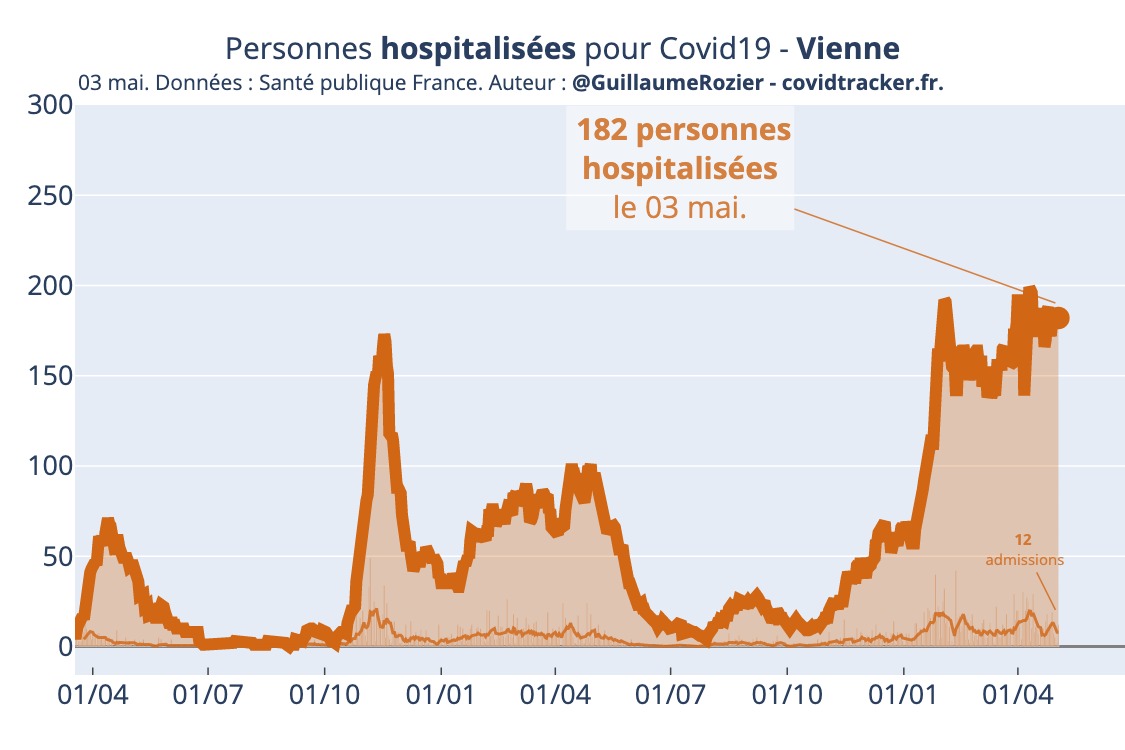 Personnes hospitalisées pour Covid19 - Vienne
03 mai. Données : Santé publique France. Auteur : @GuillaumeRozier - covidtracker.fr.
300
182 personnes
hospitalisées
le 03 mai.
250
200
150
100
12
admissions
50
0
01/04 01/07 01/10 01/01 01/04 01/07 01/10 01/01 01/04